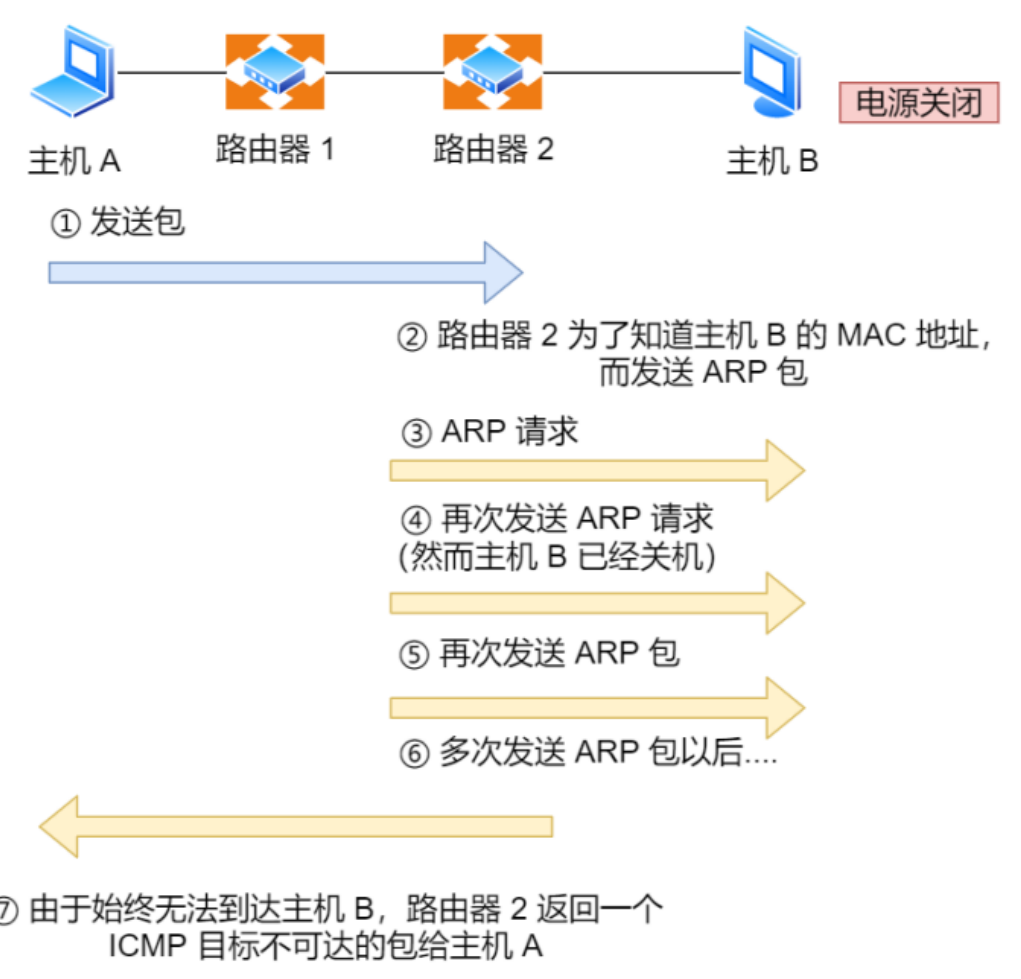 电源关闭
主机 A
路由器 1
路由器 2
主机 B
① 发送包
② 路由器 2 为了知道主机 B 的 MAC 地址，
而发送 ARP 包
③ ARP 请求
④ 再次发送 ARP 请求
（然而主机 B 已经关机）
⑤ 再次发送 ARP 包
⑥ 多次发送 ARP 包以后....
⑦ 由于始终无法到达主机 B，路由器 2 返回一个
ICMP 目标不可达的包给主机 A